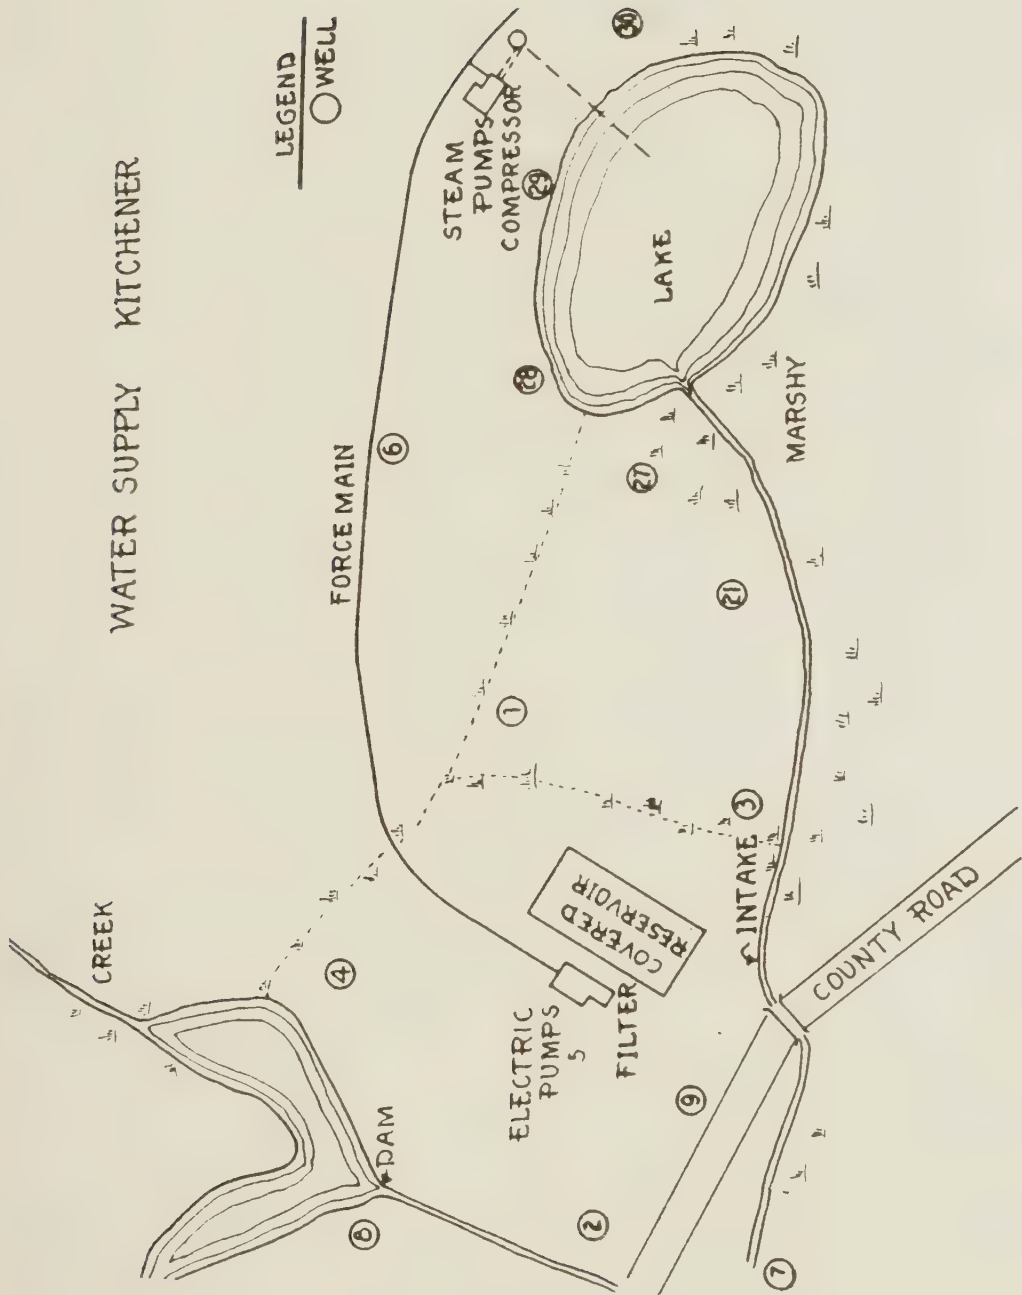 WATER SUPPLY KITCHENER
LEGEND
WELL
STEAM
PUMPS
COMPRESSOR
30
29
LAKE
28
FORCE MAIN
6
27
MARSHY
21
1
3
INTAKE
COVERED
RESERVOIR
COUNTY ROAD
CREEK
4
ELECTRIC
PUMPS
5
FILTER
9
DAM
8
2
7